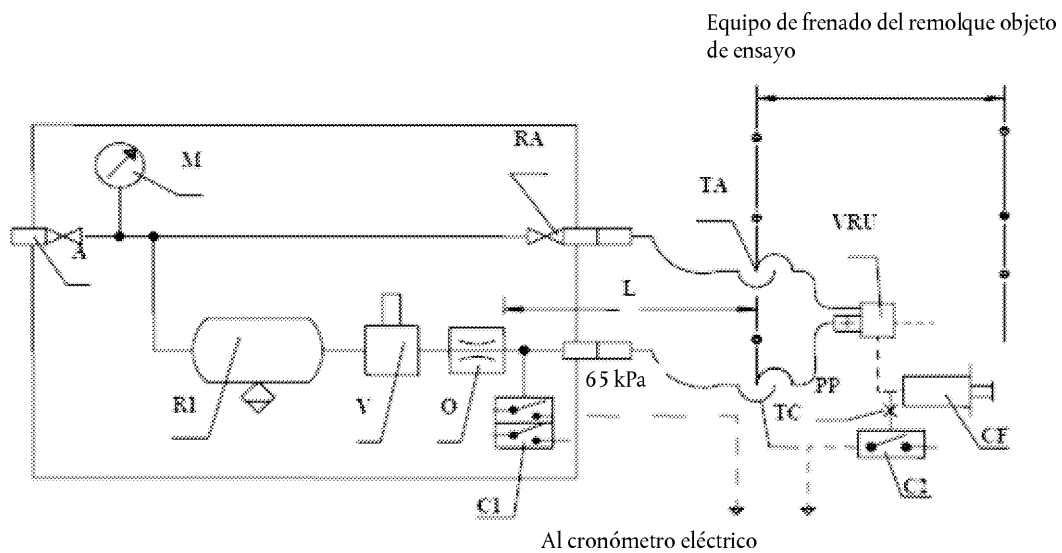 Equipo de frenado del remolque objeto
de ensayo
M
RA
TA
VRU
A
L
65 kPa
PP
R1
V
O
TC
CF
C1
C2
Al cronómetro eléctrico